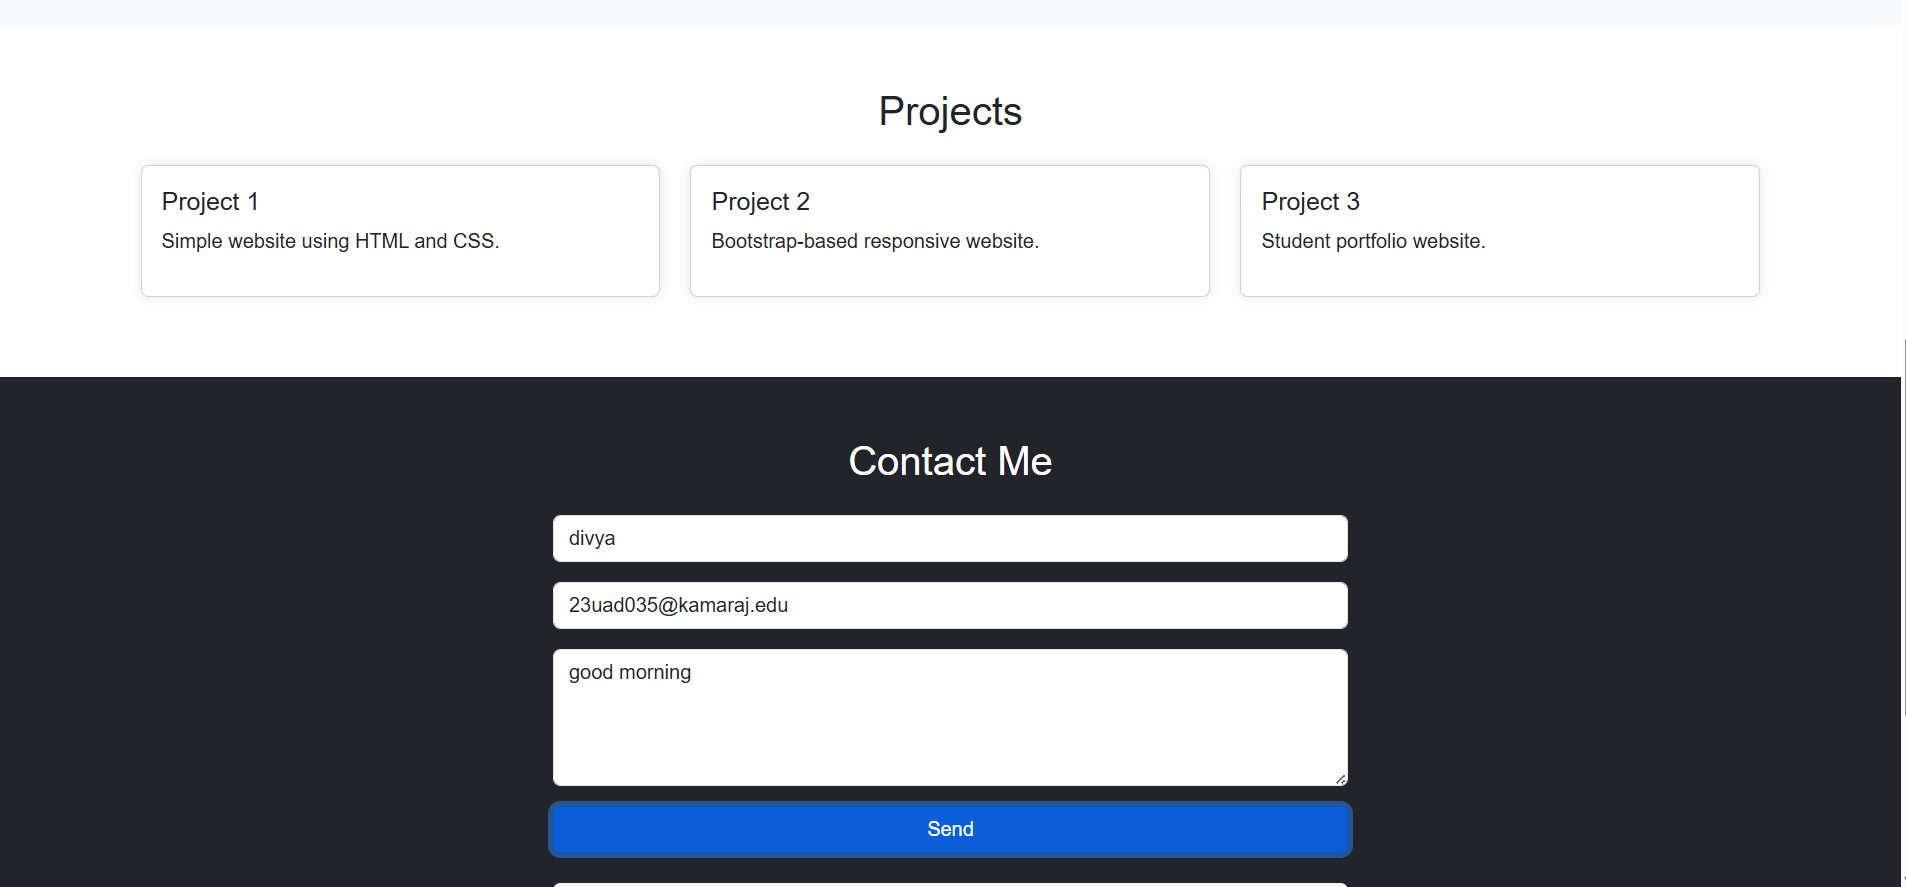 Projects
Project 1
Simple website using HTML and CSS.
Project 2
Bootstrap-based responsive website.
Project 3
Student portfolio website.
Contact Me
divya
23uad035@kamaraj.edu
good morning
Send